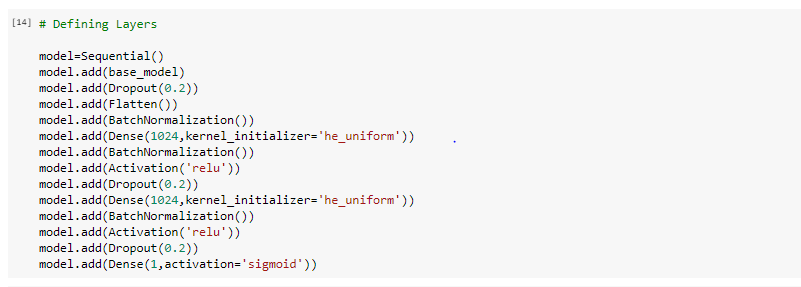 [14] # Defining Layers
model=Sequential()
model.add(base_model)
model.add(Dropout(0.2))
model.add(Flatten())
model.add(BatchNormalization())
model.add(Dense(1024,kernel_initializer='he_uniform'))
model.add(BatchNormalization())
model.add(Activation('relu'))
model.add(Dropout(0.2))
model.add(Dense(1024,kernel_initializer='he_uniform'))
model.add(BatchNormalization())
model.add(Activation('relu'))
model.add(Dropout(0.2))
model.add(Dense(1,activation='sigmoid'))